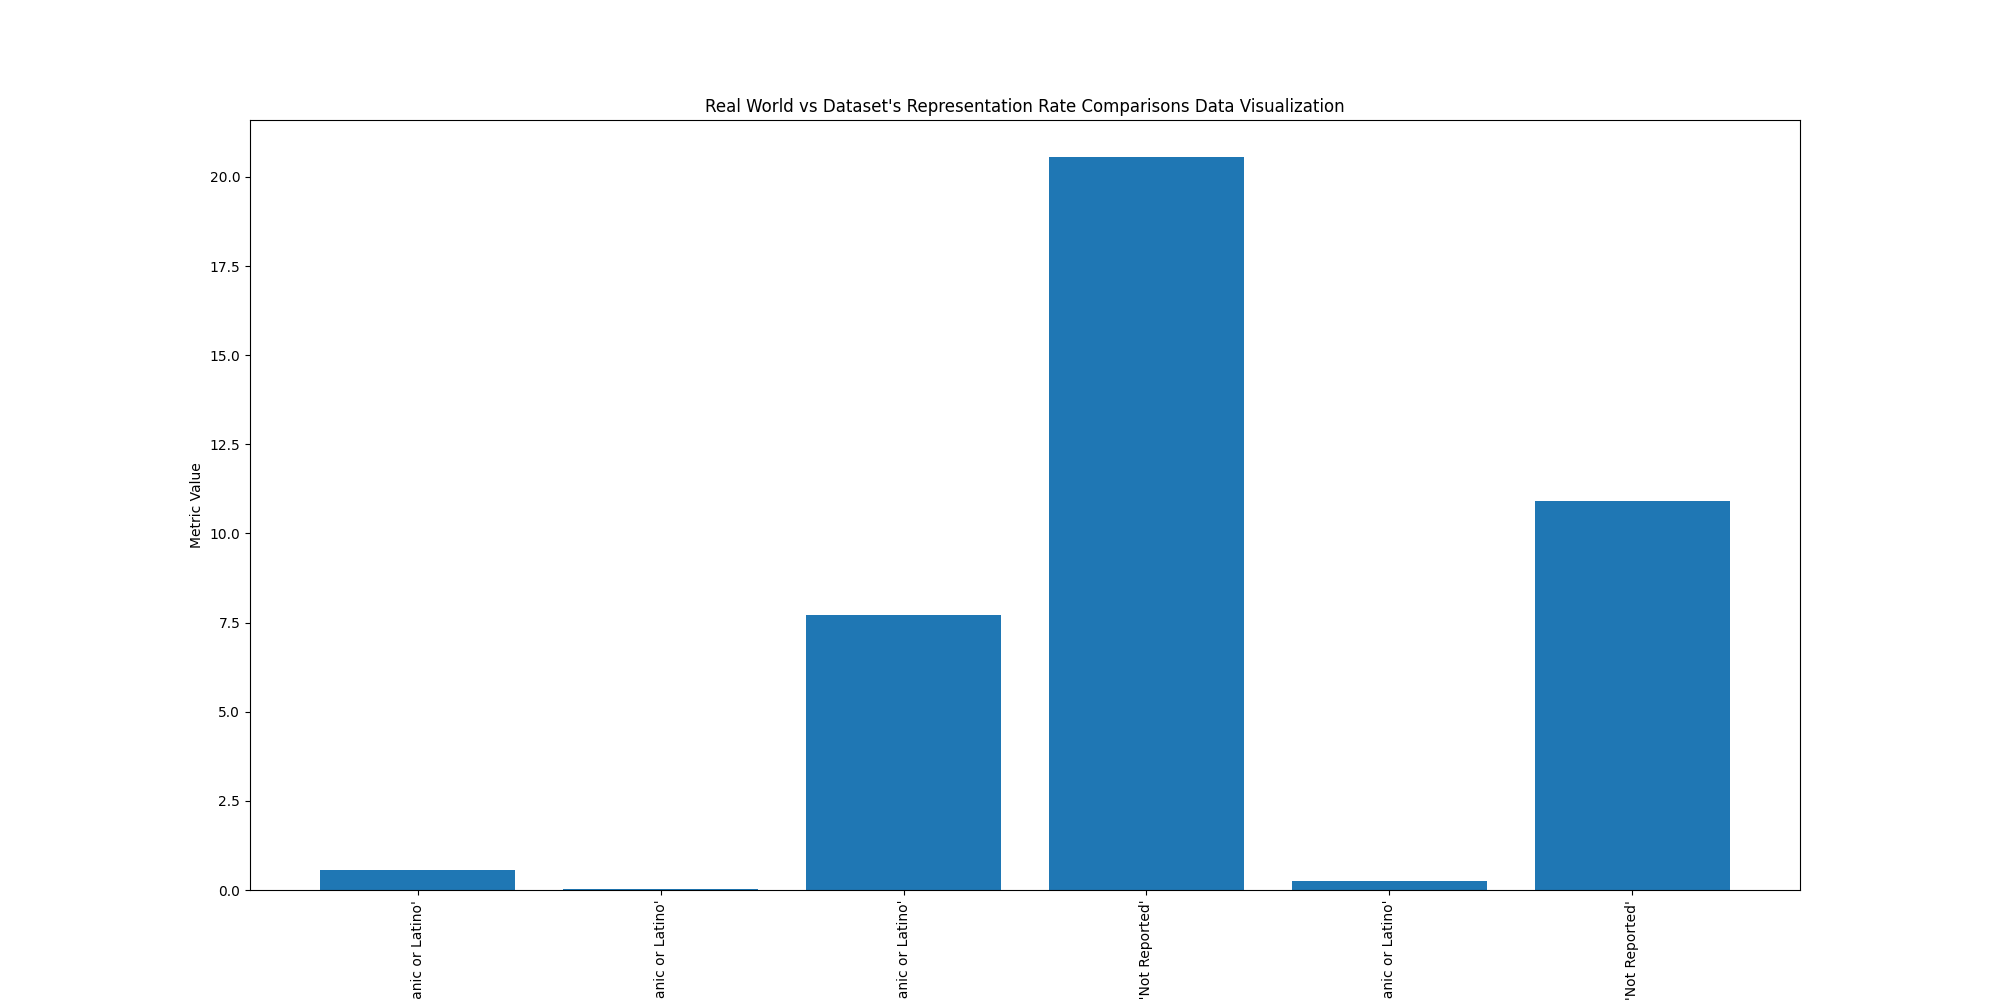 Real World vs Dataset's Representation Rate Comparisons Data Visualization
20.0
17.5
15.0
12.5
10.0
7.5
5.0
2.5
0.0
Metric Value
anic or Latino'
anic or Latino'
anic or Latino'
'Not Reported'
anic or Latino'
'Not Reported'